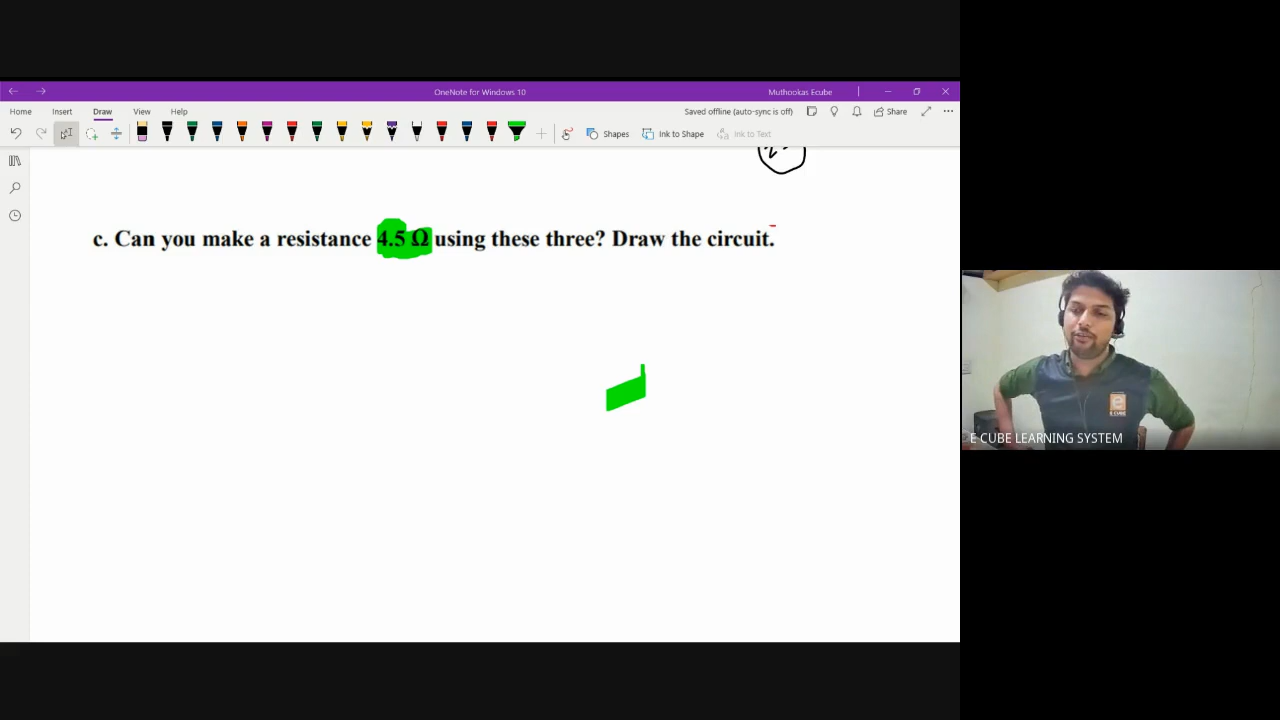 OneNote for Windows 10
Muthookas Ecube
Home Insert Draw View Help
Saved offline (auto-sync is off)
Share
Shapes
Ink to Shape
Ink to Text
c. Can you make a resistance 4.5 Ω using these three? Draw the circuit.
E CUBE LEARNING SYSTEM